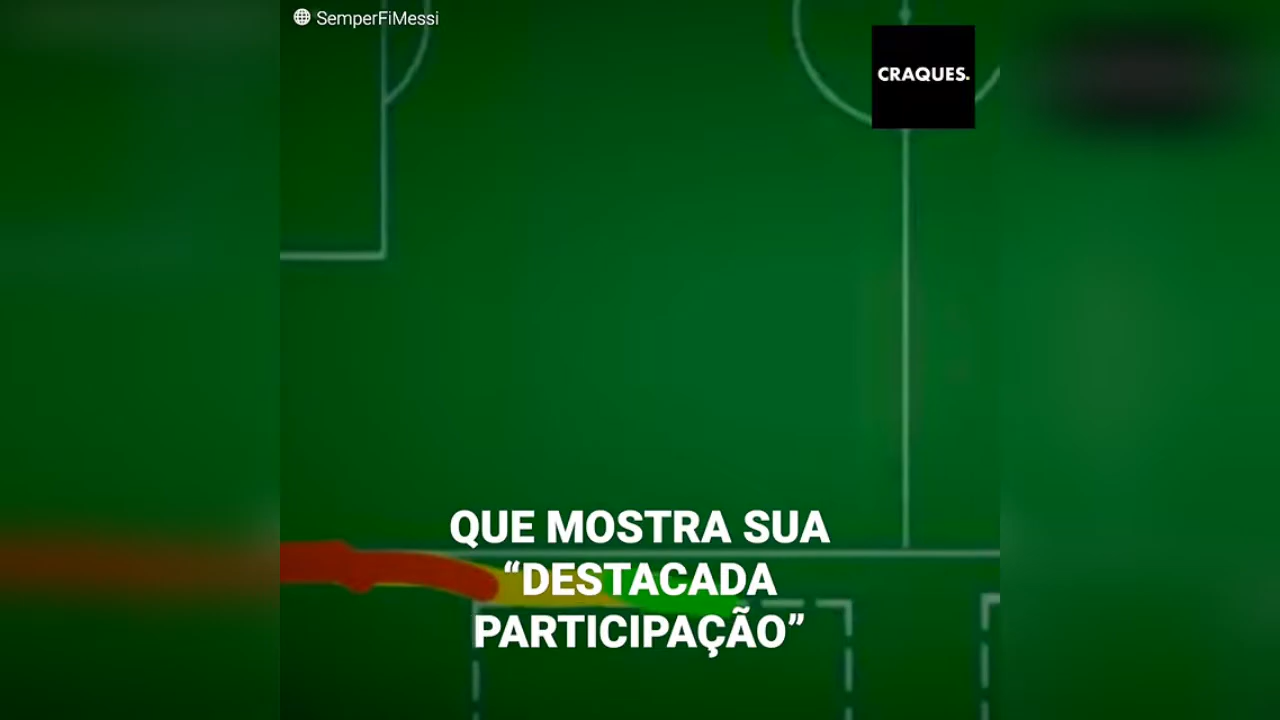 SemperFiMessi
CRAQUES.
QUE MOSTRA SUA
“DESTACADA
PARTICIPAÇÃO”